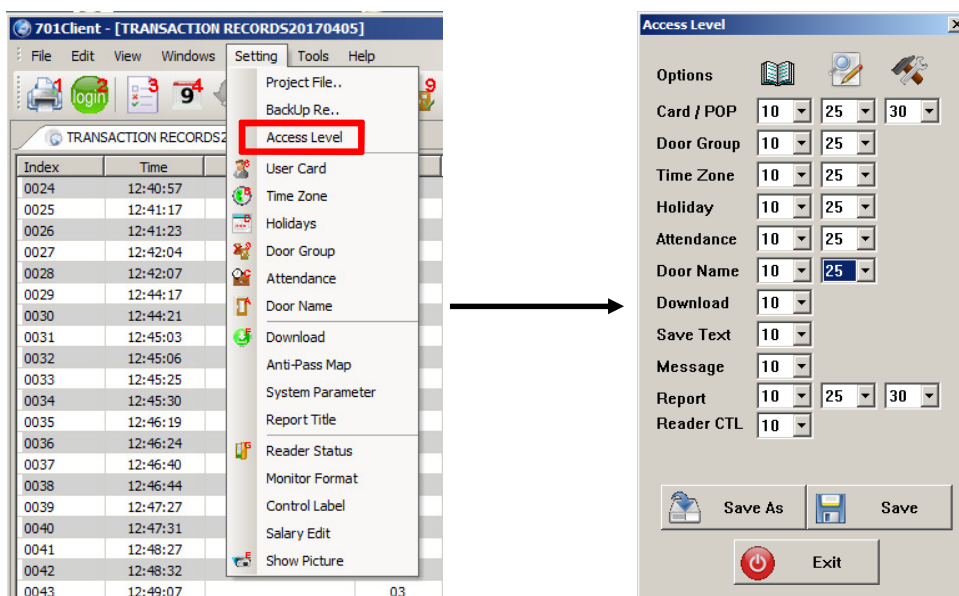 701Client - [TRANSACTION RECORDS20170405]
File Edit View Windows Setting Tools Help
1 login 2 3 9 4 9
TRANSACTION RECORDS2
Index Time
0024 12:40:57
0025 12:41:17
0026 12:41:23
0027 12:42:04
0028 12:42:07
0029 12:44:17
0030 12:44:21
0031 12:45:03
0032 12:45:06
0033 12:45:25
0034 12:45:30
0035 12:46:19
0036 12:46:24
0037 12:46:40
0038 12:46:44
0039 12:47:27
0040 12:47:31
0041 12:48:27
0042 12:48:32
0043 12:49:07 03
Project File..
BackUp Re..
Access Level
User Card
Time Zone
Holidays
Door Group
Attendance
Door Name
Download
Anti-Pass Map
System Parameter
Report Title
Reader Status
Monitor Format
Control Label
Salary Edit
Show Picture
Access Level
Options
Card / POP 10 25 30
Door Group 10 25
Time Zone 10 25
Holiday 10 25
Attendance 10 25
Door Name 10 25
Download 10
Save Text 10
Message 10
Report 10 25 30
Reader CTL 10
Save As Save
Exit